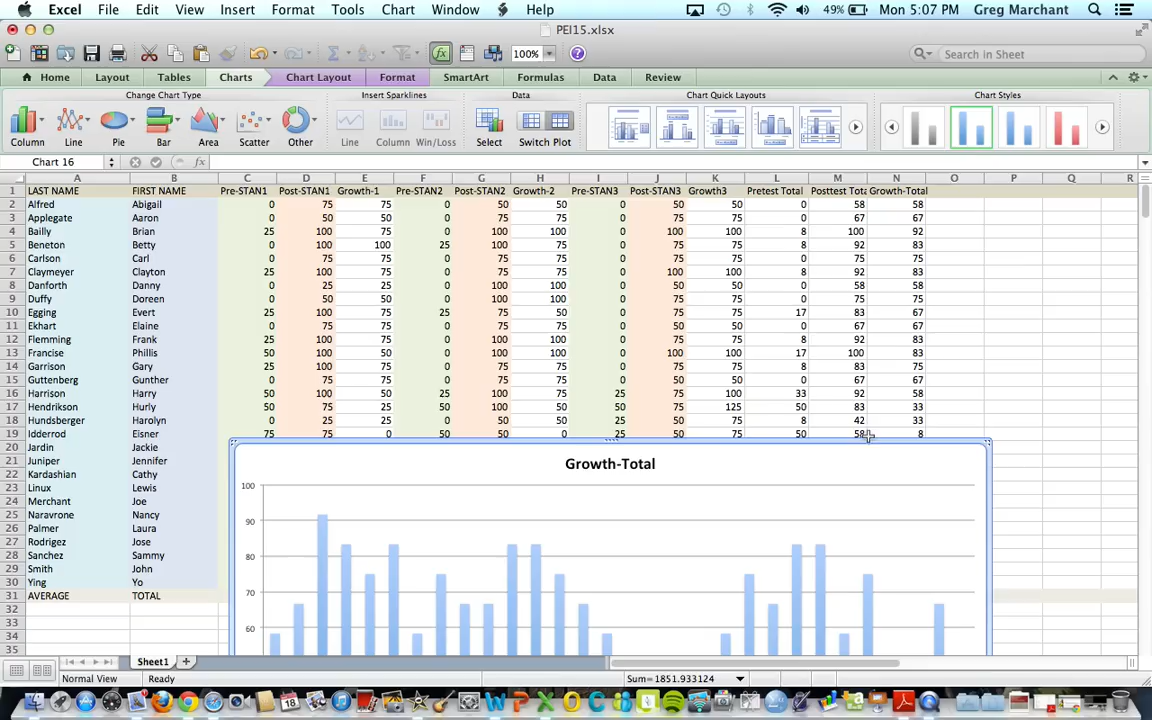 Excel File Edit View Insert Format Tools Chart Window Help 49% Mon 5:07 PM Greg Marchant
PEI15.xlsx
100% Search in Sheet
Home Layout Tables Charts Chart Layout Format SmartArt Formulas Data Review
Change Chart Type Insert Sparklines Data Chart Quick Layouts Chart Styles
Column Line Pie Bar Area Scatter Other Line Column Win/Loss Select Switch Plot
Chart 16 fx
A B C D E F G H I J K L M N O P Q R
1 LAST NAME FIRST NAME Pre-STAN1 Post-STAN1 Growth-1 Pre-STAN2 Post-STAN2 Growth-2 Pre-STAN3 Post-STAN3 Growth3 Pretest Total Posttest Tota Growth-Total
2 Alfred Abigail 0 75 75 0 50 50 0 50 50 0 58 58
3 Applegate Aaron 0 50 50 0 75 75 0 75 75 0 67 67
4 Bailly Brian 25 100 75 0 100 100 0 100 100 8 100 92
5 Beneton Betty 0 100 100 25 100 75 0 75 75 8 92 83
6 Carlson Carl 0 75 75 0 75 75 0 75 75 0 75 75
7 Claymeyer Clayton 25 100 75 0 75 75 0 100 100 8 92 83
8 Danforth Danny 0 25 25 0 100 100 0 50 50 0 58 58
9 Duffy Doreen 0 50 50 0 100 100 0 75 75 0 75 75
10 Egging Evert 25 100 75 25 75 50 0 75 75 17 83 67
11 Ekhart Elaine 0 75 75 0 75 75 0 50 50 0 67 67
12 Flemming Frank 25 100 75 0 100 100 0 75 75 8 92 83
13 Francise Phillis 50 100 50 0 100 100 0 100 100 17 100 83
14 Garrison Gary 25 100 75 0 75 75 0 75 75 8 83 75
15 Guttenberg Gunther 0 75 75 0 75 75 0 50 50 0 67 67
16 Harrison Harry 50 100 50 25 100 75 25 75 100 33 92 58
17 Hendrikson Hurly 50 75 25 50 100 50 50 75 125 50 83 33
18 Hundsberger Harolyn 0 25 25 0 50 50 25 50 75 8 42 33
19 Idderrod Eisner 75 75 0 50 50 0 25 50 75 50 58 8
20 Jardin Jackie
21 Juniper Jennifer
22 Kardashian Cathy
23 Linux Lewis
24 Merchant Joe
25 Naravrone Nancy
26 Palmer Laura
27 Rodrigez Jose
28 Sanchez Sammy
29 Smith John
30 Ying Yo
31 AVERAGE TOTAL
32
33
34
35
Growth-Total
100
90
80
70
60
Sheet1
Normal View Ready Sum=1851.933124